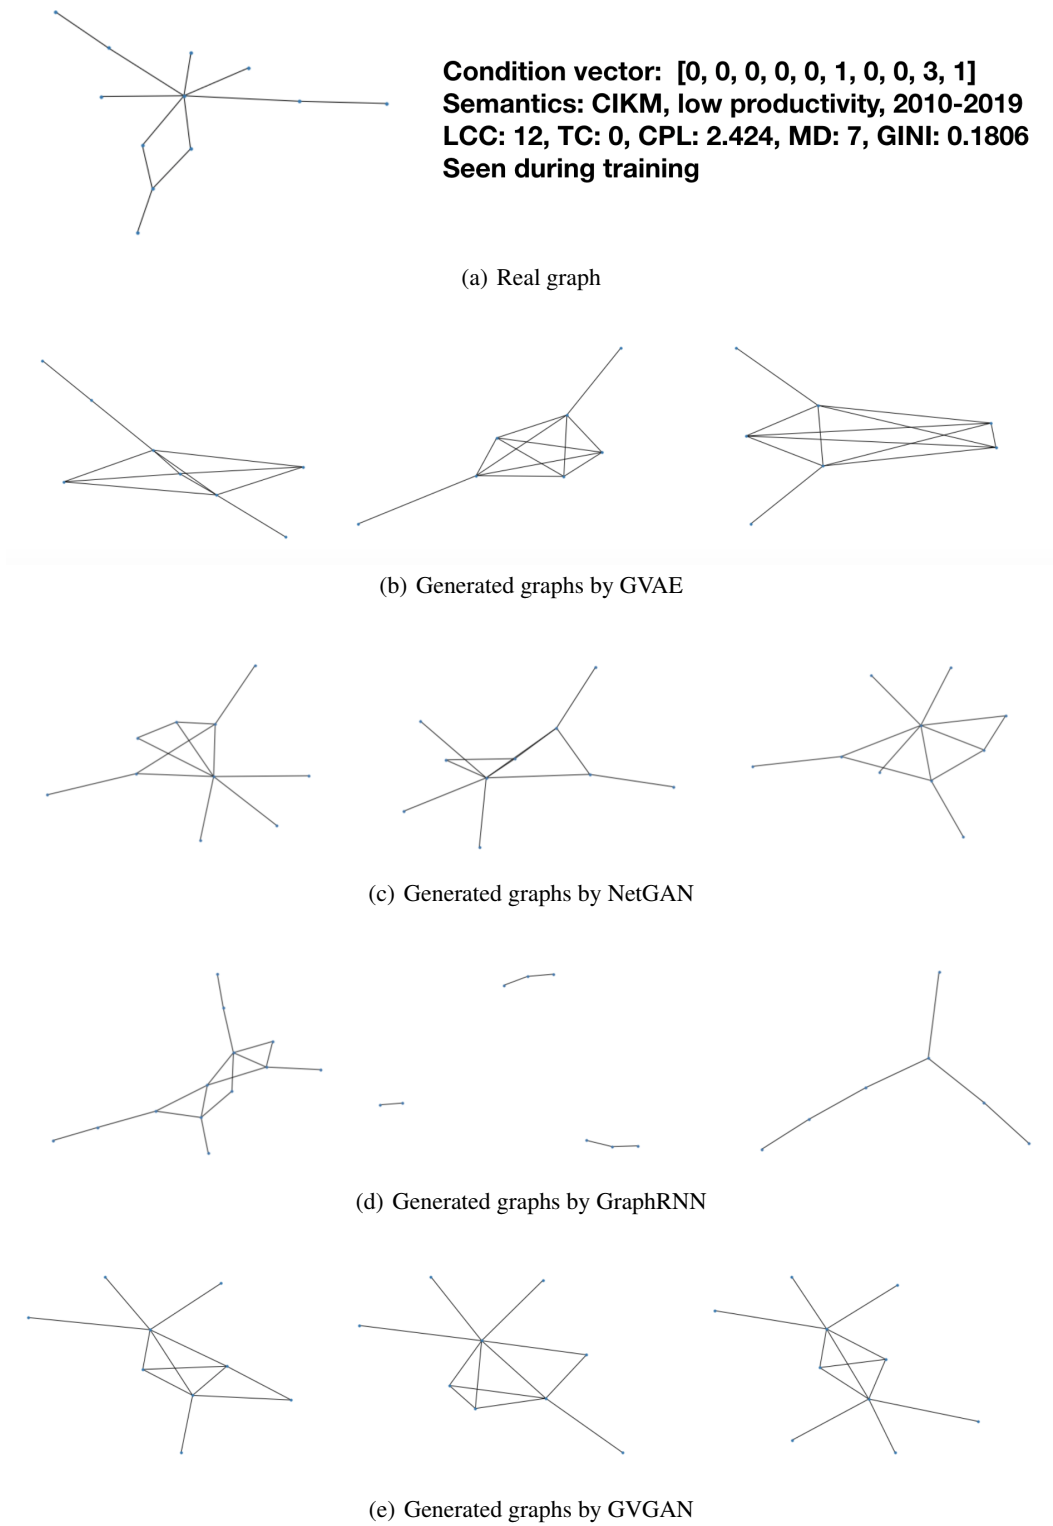 Condition vector: [0, 0, 0, 0, 0, 1, 0, 0, 3, 1]
Semantics: CIKM, low productivity, 2010-2019
LCC: 12, TC: 0, CPL: 2.424, MD: 7, GINI: 0.1806
Seen during training
(a) Real graph
(b) Generated graphs by GVAE
(c) Generated graphs by NetGAN
(d) Generated graphs by GraphRNN
(e) Generated graphs by GVGAN